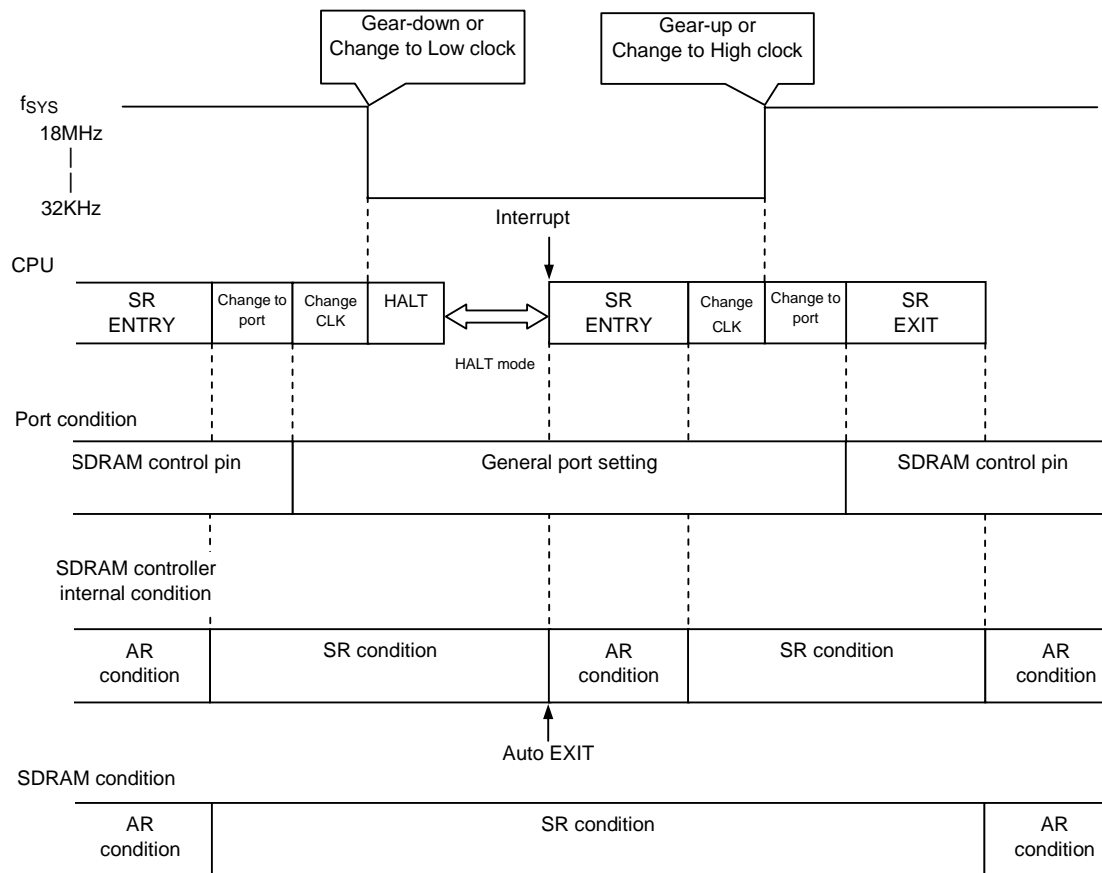 Gear-down or
Change to Low clock
Gear-up or
Change to High clock
fSYS
18MHz
32KHz
Interrupt
CPU
SR
ENTRY
Change to
port
Change
CLK
HALT
HALT mode
SR
ENTRY
Change
CLK
Change to
port
SR
EXIT
Port condition
SDRAM control pin
General port setting
SDRAM control pin
SDRAM controller
internal condition
AR
condition
SR condition
AR
condition
SR condition
AR
condition
Auto EXIT
SDRAM condition
AR
condition
SR condition
AR
condition